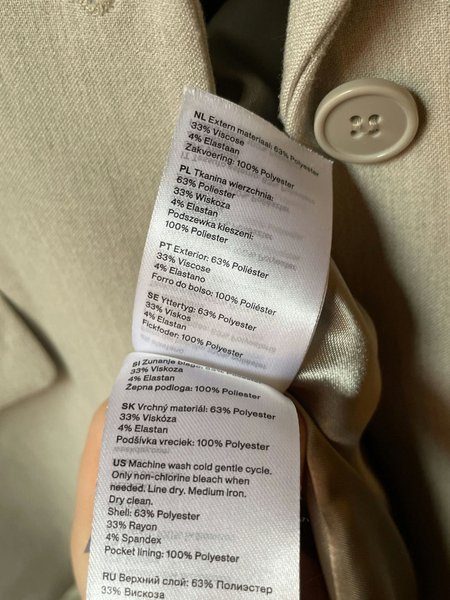 NL Extern materiaal: 63% Polyester
33% Viscose
4% Elastaan
Zakvoering: 100% Polyester
PL Tkanina wierzchnia:
63% Poliester
33% Wiskoza
4% Elastan
Podszewka kieszeni:
100% Poliester
PT Exterior: 63% Poliéster
33% Viscose
4% Elastano
Forro do bolso: 100% Poliéster
SE Yttertyg: 63% Polyester
33% Viskos
4% Elastan
Fickfoder: 100% Polyester
SI Zunanje
33% Viskoza
4% Elastan
Žepna podloga: 100% Poliester
SK Vrchný materiál: 63% Polyester
33% Viskóza
4% Elastan
Podšívka vreciek: 100% Polyester
US Machine wash cold gentle cycle.
Only non-chlorine bleach when
needed. Line dry. Medium iron.
Dry clean.
Shell: 63% Polyester
33% Rayon
4% Spandex
Pocket lining: 100% Polyester
RU Верхний слой: 63% Полиэстер
33% Вискоза